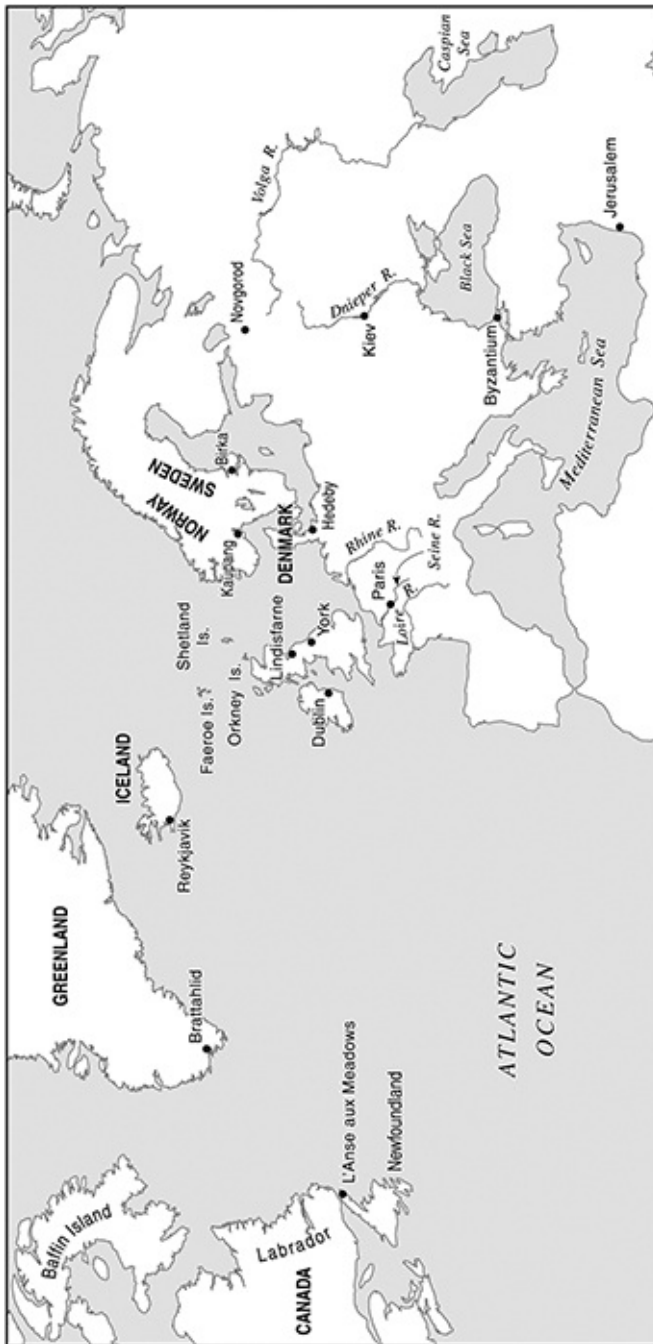 Baffin Island
GREENLAND
CANADA
Labrador
L'Anse aux Meadows
Newfoundland
Brattahlid
ICELAND
Reykjavik
ATLANTIC
OCEAN
Faeroe Is.
Shetland
Is.
Orkney Is.
Lindisfarne
York
Dublin
NORWAY
SWEDEN
Kaupang
Birka
DENMARK
Hedeby
Rhine R.
Paris
Seine R.
Loire R.
Novgorod
Volga R.
Dnieper R.
Kiev
Black Sea
Caspian
Sea
Byzantium
Mediterranean Sea
Jerusalem